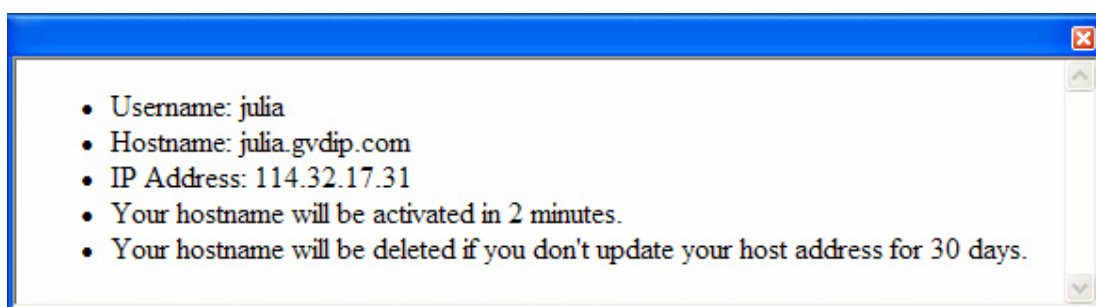 Username: julia
Hostname: julia.gvdip.com
IP Address: 114.32.17.31
Your hostname will be activated in 2 minutes.
Your hostname will be deleted if you don't update your host address for 30 days.